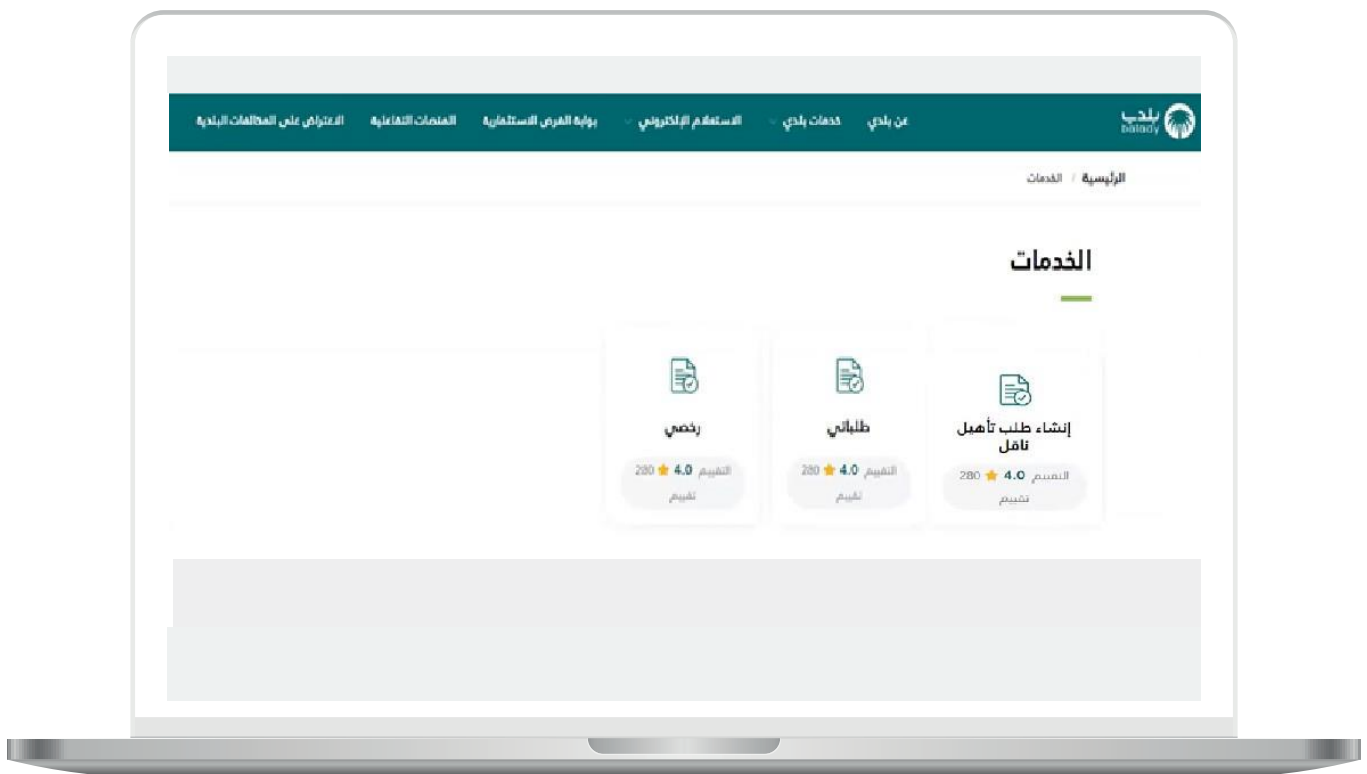 بلدي
balady
عن بلدي
خدمات بلدي
الاستعلام الإلكتروني
بوابة الفرص الاستثمارية
المنصات التفاعلية
الاعتراض على المخالفات البلدية
الرئيسية / الخدمات
الخدمات
إنشاء طلب تأهيل
ناقل
التقييم 4.0 280
تقييم
طلباتي
التقييم 4.0 280
تقييم
رخصي
التقييم 4.0 280
تقييم